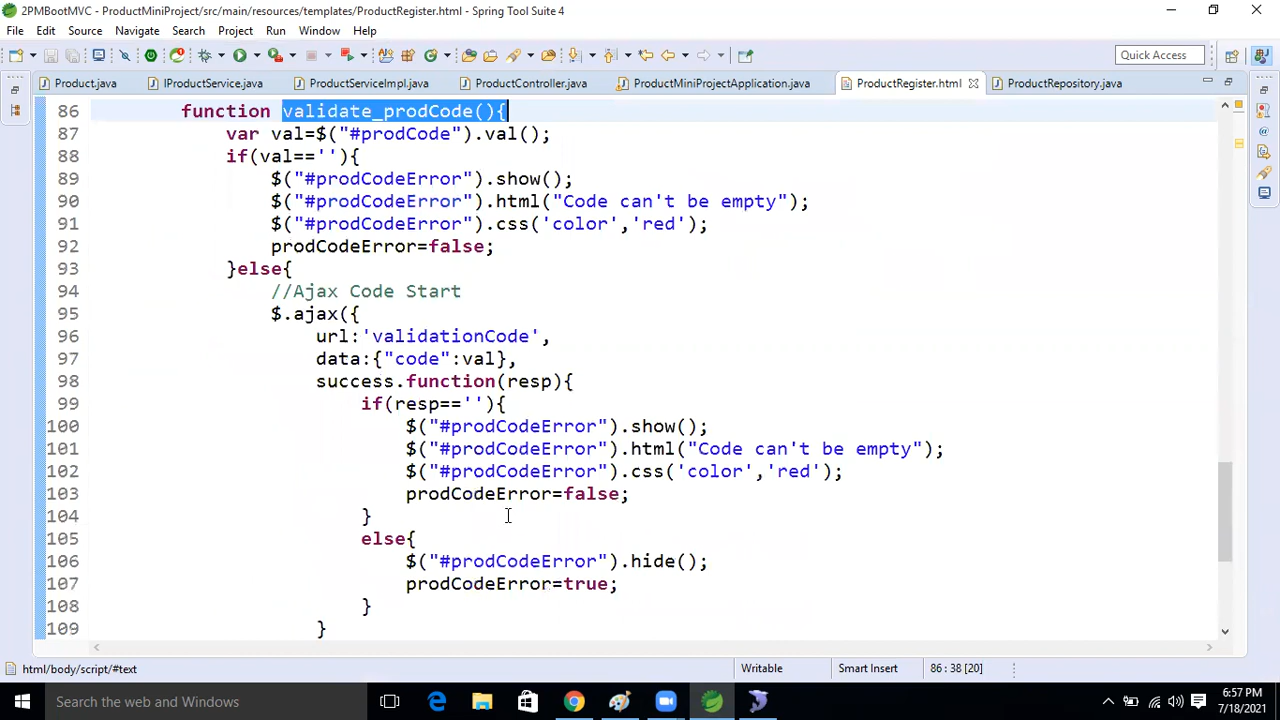 2PMBootMVC - ProductMiniProject/src/main/resources/templates/ProductRegister.html - Spring Tool Suite 4
File Edit Source Navigate Search Project Run Window Help
Quick Access
Product.java IProductService.java ProductServiceImpl.java ProductController.java ProductMiniProjectApplication.java ProductRegister.html ProductRepository.java
86 function validate_prodCode(){
87 var val=$("#prodCode").val();
88 if(val==''){
89 $("#prodCodeError").show();
90 $("#prodCodeError").html("Code can't be empty");
91 $("#prodCodeError").css('color','red');
92 prodCodeError=false;
93 }else{
94 //Ajax Code Start
95 $.ajax({
96 url:'validationCode',
97 data:{"code":val},
98 success.function(resp){
99 if(resp==''){
100 $("#prodCodeError").show();
101 $("#prodCodeError").html("Code can't be empty");
102 $("#prodCodeError").css('color','red');
103 prodCodeError=false;
104 }
105 else{
106 $("#prodCodeError").hide();
107 prodCodeError=true;
108 }
109 }
html/body/script/#text Writable Smart Insert 86 : 38 [20]
Search the web and Windows
6:57 PM
7/18/2021